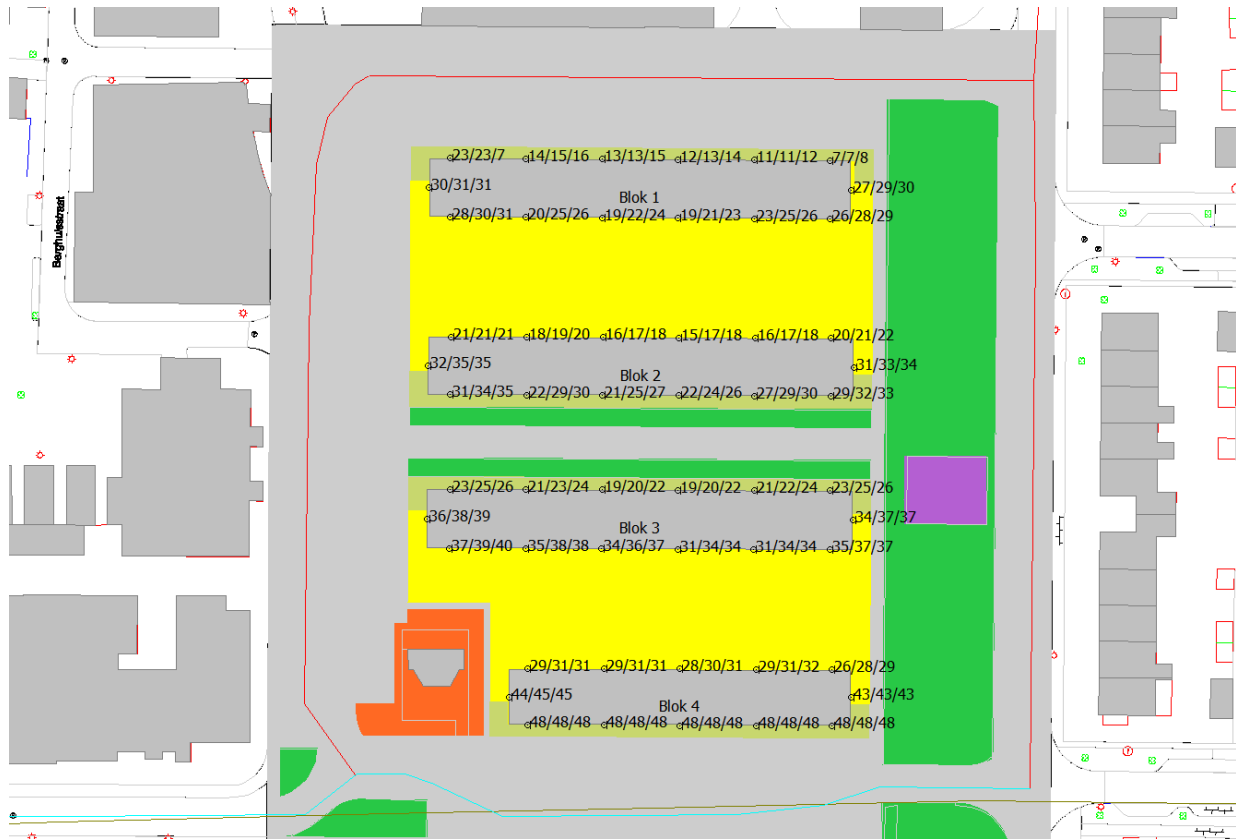 23/23/7 14/15/16 13/13/15 12/13/14 11/11/12 7/7/8
30/31/31 Blok 1 27/29/30
28/30/31 20/25/26 19/22/24 19/21/23 23/25/26 26/28/29
Berghuisstraat
21/21/21 18/19/20 16/17/18 15/17/18 16/17/18 20/21/22
32/35/35 Blok 2 31/33/34
31/34/35 22/29/30 21/25/27 22/24/26 27/29/30 29/32/33
23/25/26 21/23/24 19/20/22 19/20/22 21/22/24 23/25/26
36/38/39 Blok 3 34/37/37
37/39/40 35/38/38 34/36/37 31/34/34 31/34/34 35/37/37
29/31/31 29/31/31 28/30/31 29/31/32 26/28/29
44/45/45 Blok 4 43/43/43
48/48/48 48/48/48 48/48/48 48/48/48 48/48/48